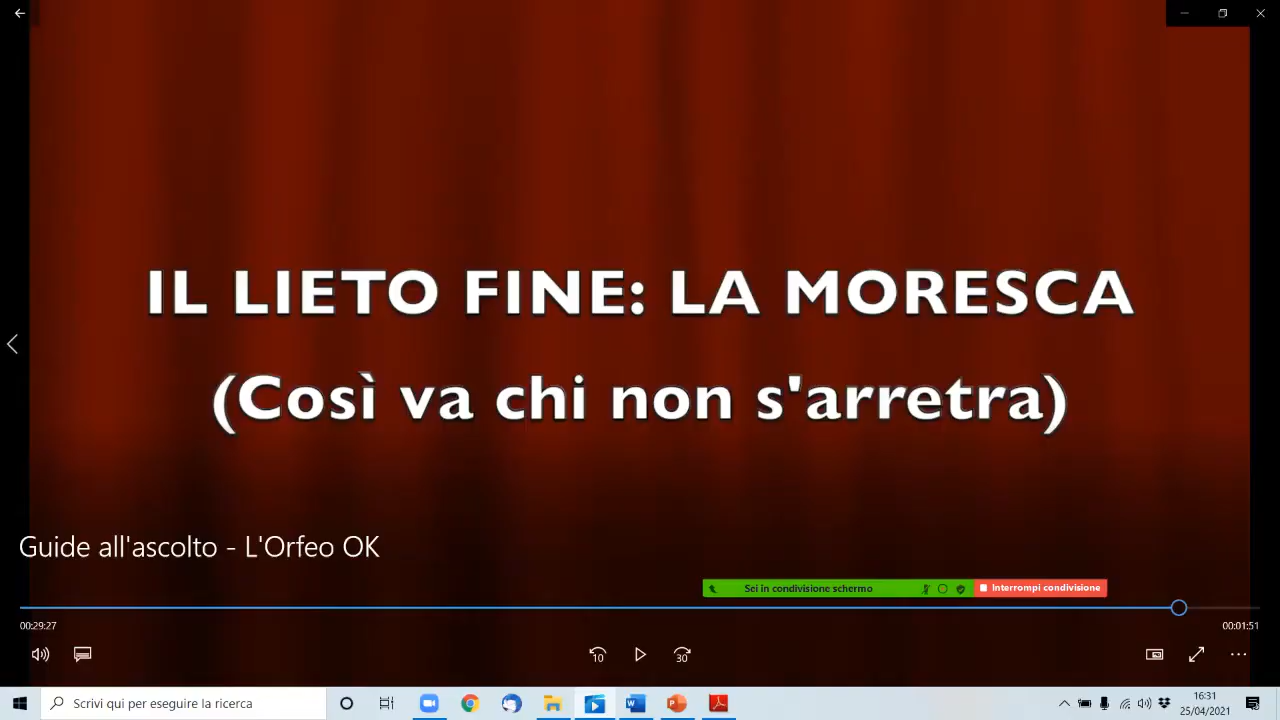 IL LIETO FINE: LA MORESCA
(Così va chi non s'arretra)
Guide all'ascolto - L'Orfeo OK
Sei in condivisione schermo
Interrompi condivisione
00:29:27
00:01:51
10
30
Scrivi qui per eseguire la ricerca
16:31
25/04/2021